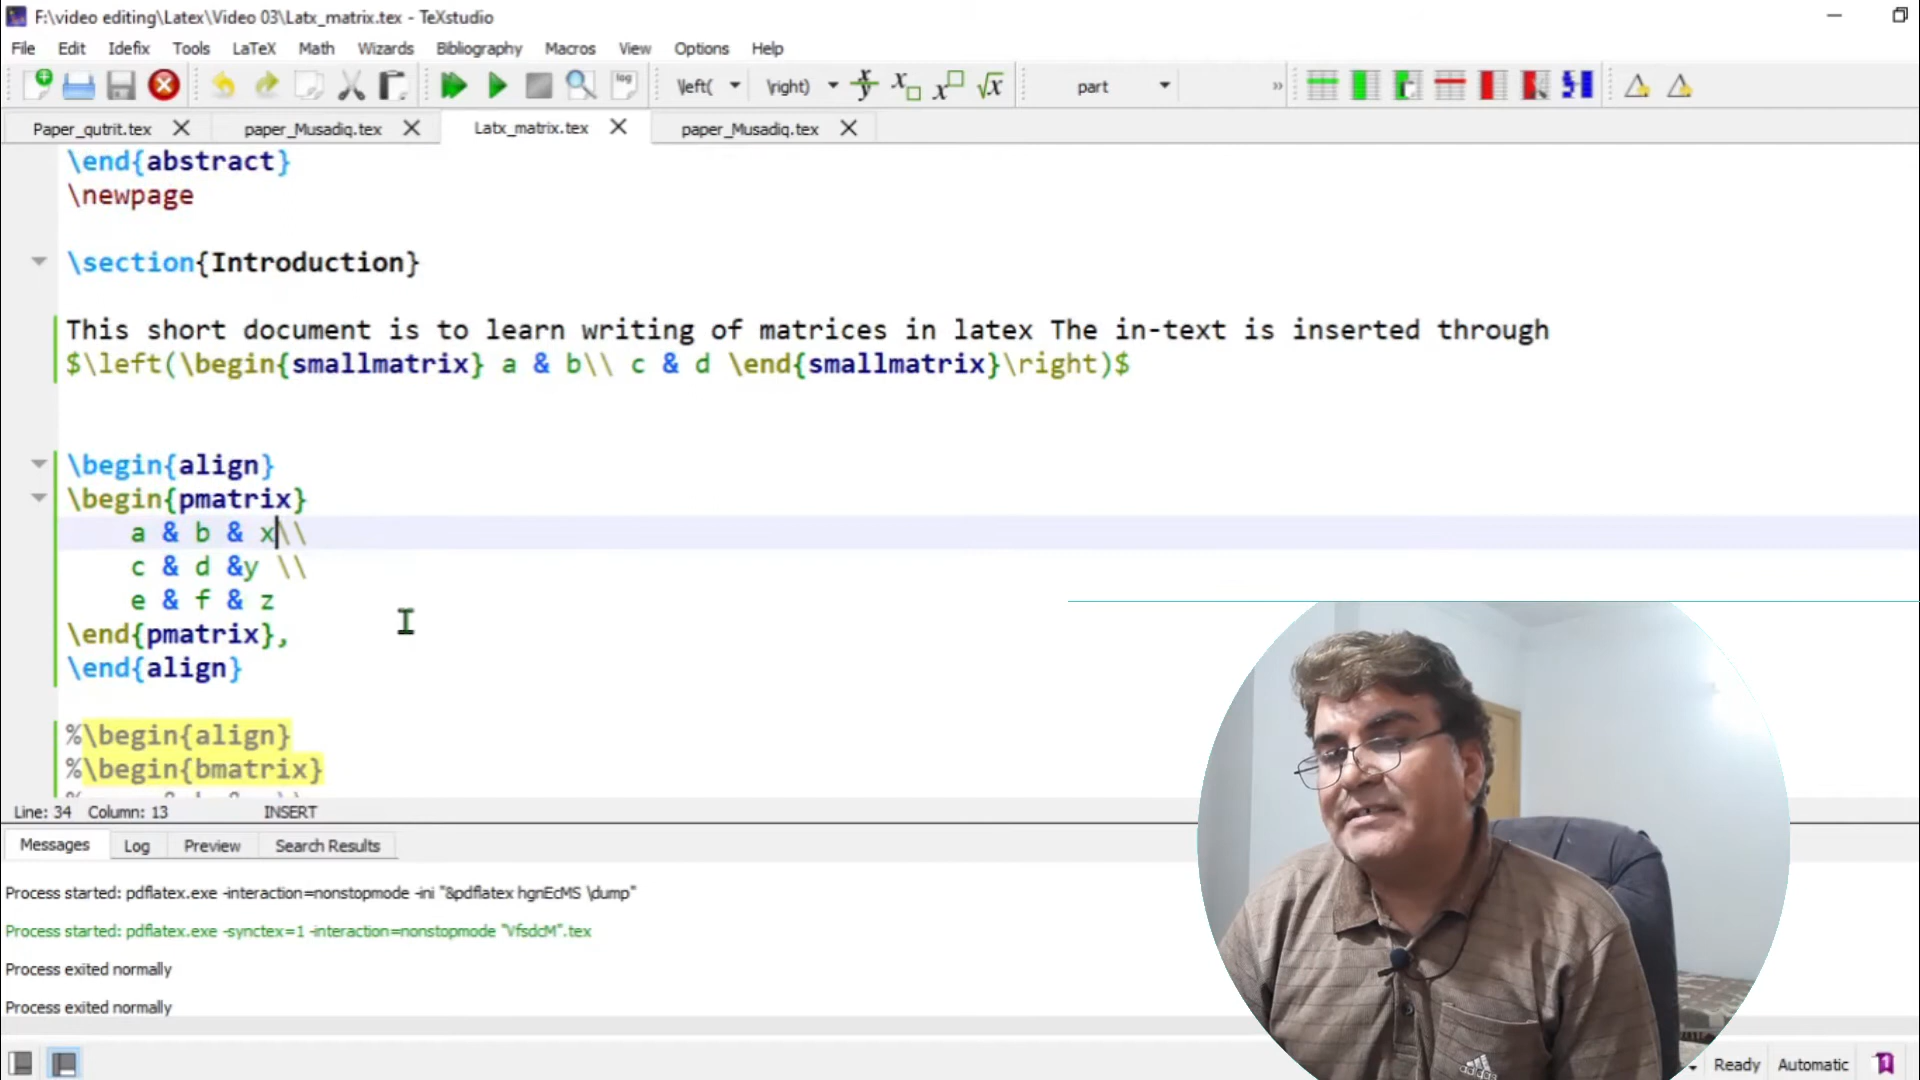 F:\video editing\Latex\Video 03\Latx_matrix.tex - TeXstudio
File Edit Idefix Tools LaTeX Math Wizards Bibliography Macros View Options Help
log \left( \right) part »
Paper_qutrit.tex paper_Musadiq.tex Latx_matrix.tex paper_Musadiq.tex
\end{abstract}
\newpage
\section{Introduction}
This short document is to learn writing of matrices in latex The in-text is inserted through
$\left(\begin{smallmatrix} a & b\\ c & d \end{smallmatrix}\right)$
\begin{align}
\begin{pmatrix}
a & b & x\\
c & d &y \\
e & f & z
\end{pmatrix},
\end{align}
%\begin{align}
%\begin{bmatrix}
Line: 34 Column: 13 INSERT
Messages Log Preview Search Results
Process started: pdflatex.exe -interaction=nonstopmode -ini "&pdflatex hgnEcMS \dump"
Process started: pdflatex.exe -synctex=1 -interaction=nonstopmode "VfsdcM".tex
Process exited normally
Process exited normally
adidas
Ready Automatic 1